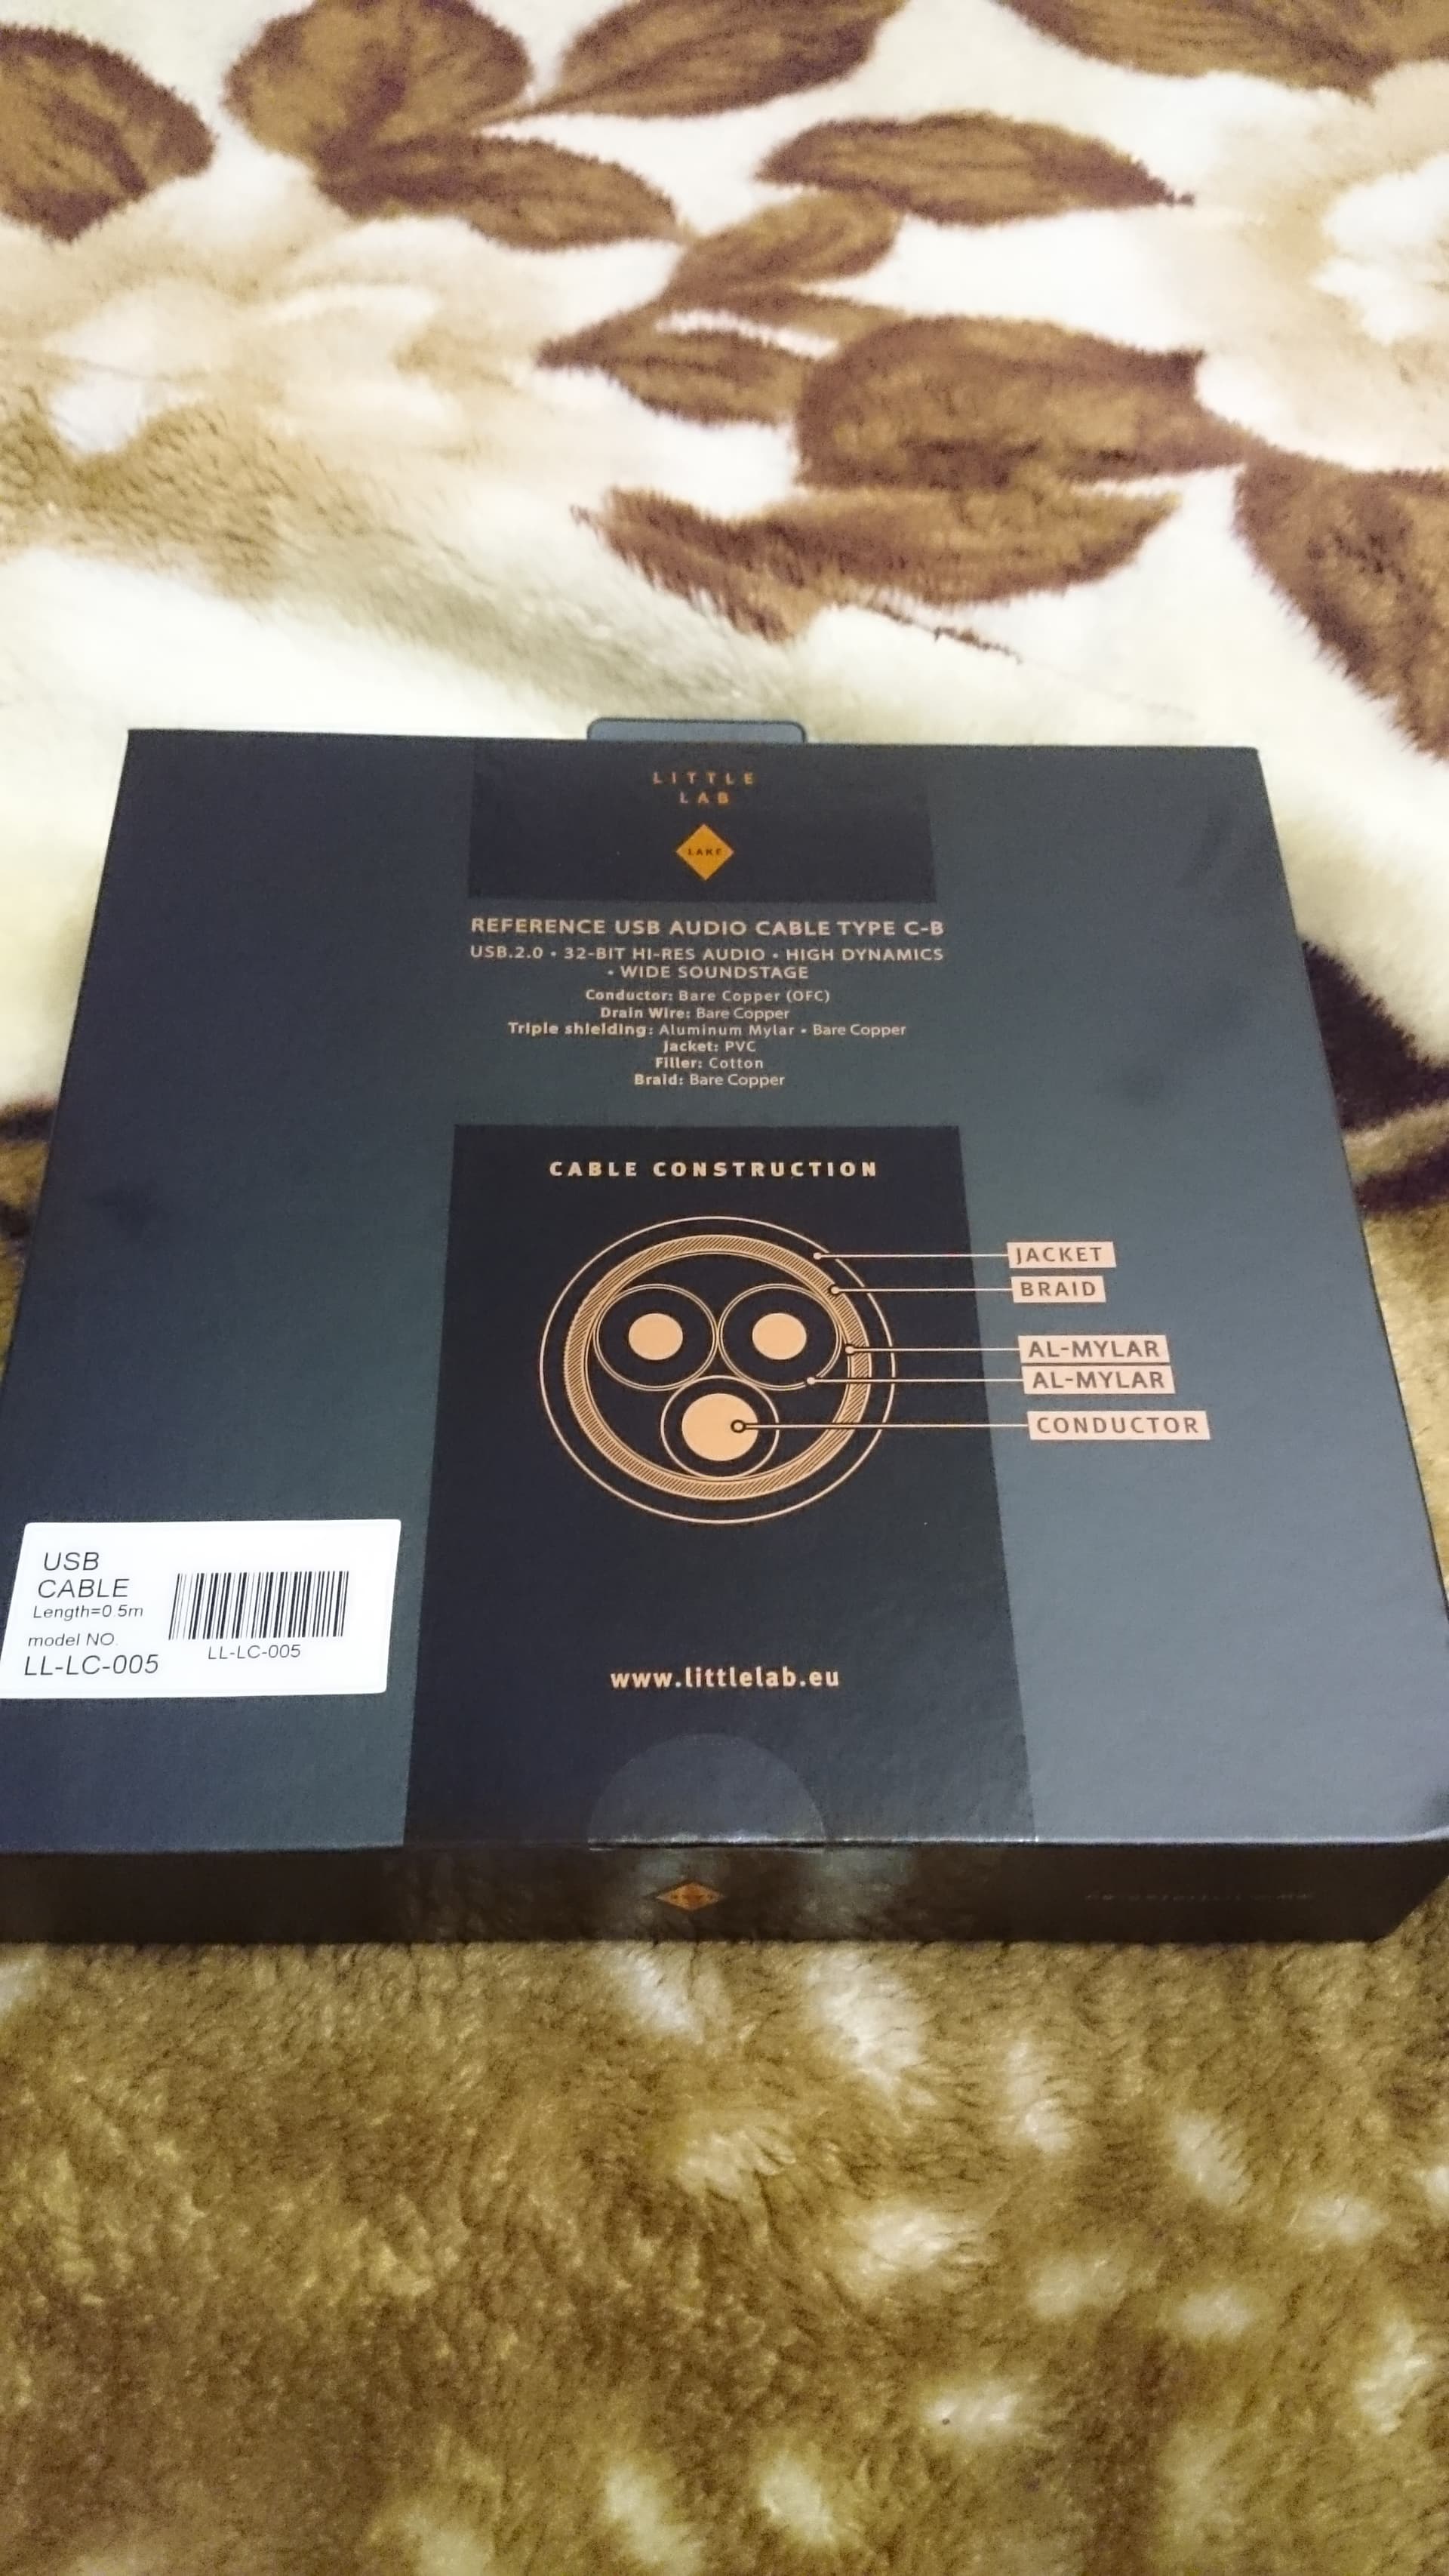 LITTLE
LAB
LAKE
REFERENCE USB AUDIO CABLE TYPE C-B
USB.2.0 • 32-BIT HI-RES AUDIO • HIGH DYNAMICS
• WIDE SOUNDSTAGE
Conductor: Bare Copper (OFC)
Drain Wire: Bare Copper
Triple shielding: Aluminum Mylar • Bare Copper
Jacket: PVC
Filler: Cotton
Braid: Bare Copper
CABLE CONSTRUCTION
JACKET
BRAID
AL-MYLAR
AL-MYLAR
CONDUCTOR
USB
CABLE
Length=0.5m
model NO.
LL-LC-005
LL-LC-005
www.littlelab.eu